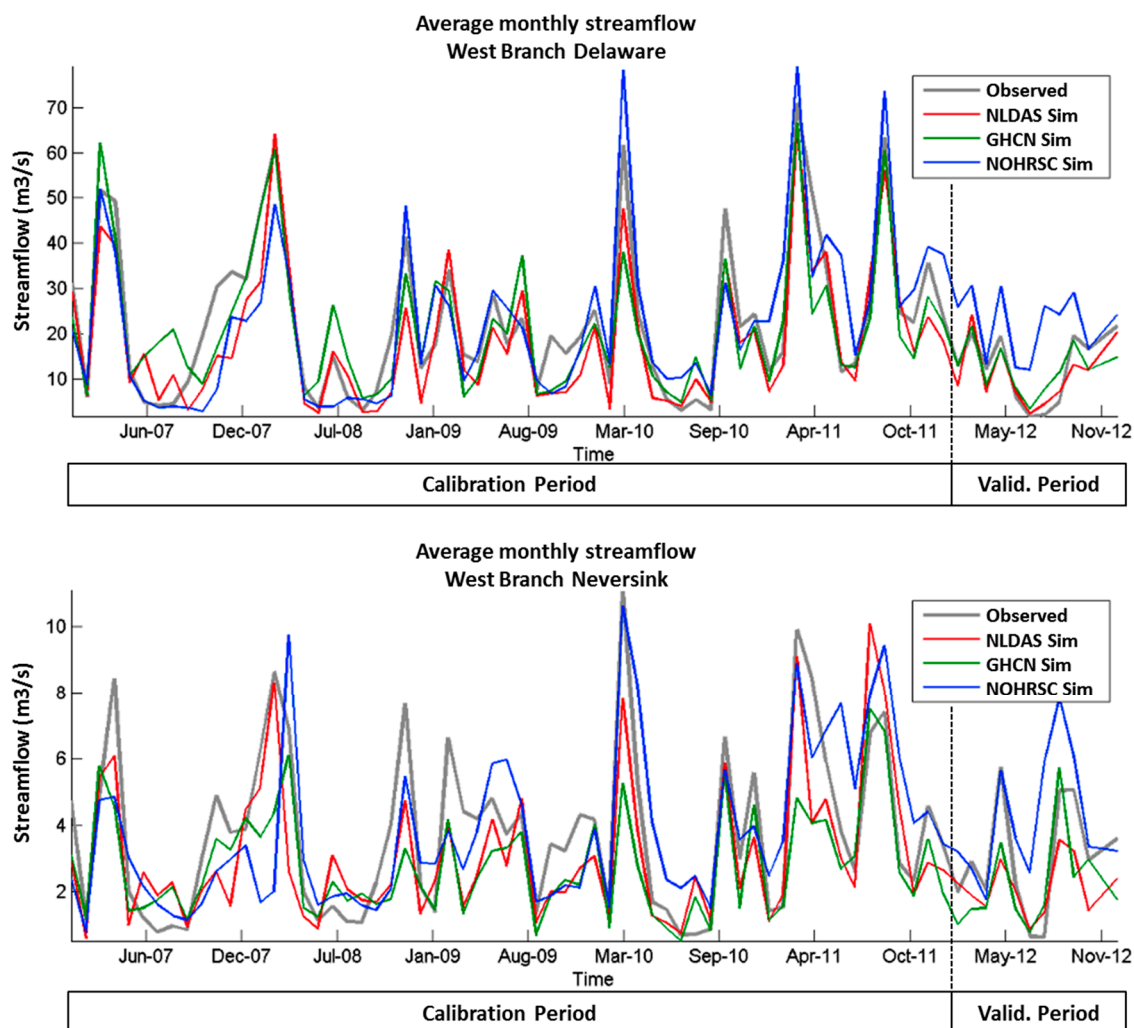 Average monthly streamflow
West Branch Delaware
Streamflow (m3/s)
70
60
50
40
30
20
10
Observed
NLDAS Sim
GHCN Sim
NOHRSC Sim
Jun-07 Dec-07 Jul-08 Jan-09 Aug-09 Mar-10 Sep-10 Apr-11 Oct-11 May-12 Nov-12
Time
Calibration Period Valid. Period
Average monthly streamflow
West Branch Neversink
Streamflow (m3/s)
10
8
6
4
2
Observed
NLDAS Sim
GHCN Sim
NOHRSC Sim
Jun-07 Dec-07 Jul-08 Jan-09 Aug-09 Mar-10 Sep-10 Apr-11 Oct-11 May-12 Nov-12
Time
Calibration Period Valid. Period